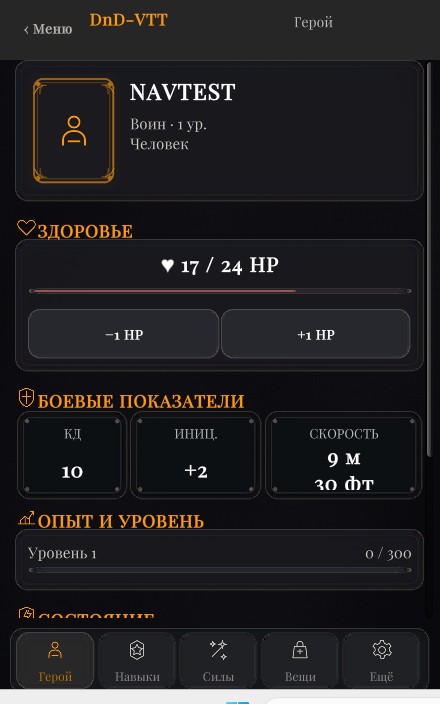 ‹ Меню
DnD-VTT
Герой
NAVTEST
Воин · 1 ур.
Человек
ЗДОРОВЬЕ
♥ 17 / 24 HP
−1 HP
+1 HP
БОЕВЫЕ ПОКАЗАТЕЛИ
КД
10
ИНИЦ.
+2
СКОРОСТЬ
9 м
30 фт
ОПЫТ И УРОВЕНЬ
Уровень 1
0 / 300
СОСТОЯНИЕ
Герой
Навыки
Силы
Вещи
Ещё